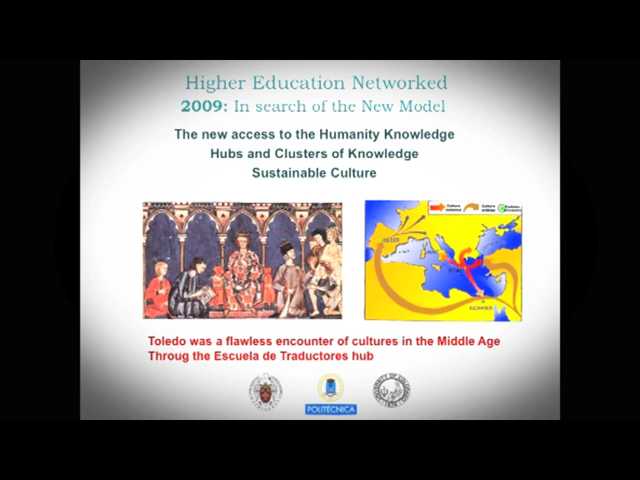 Higher Education Networked
2009: In search of the New Model
The new access to the Humanity Knowledge
Hubs and Clusters of Knowledge
Sustainable Culture
Cultura
Cultura
Toledo was a flawless encounter of cultures in the Middle Age
Throug the Escuela de Traductores hub
POLITÉCNICA